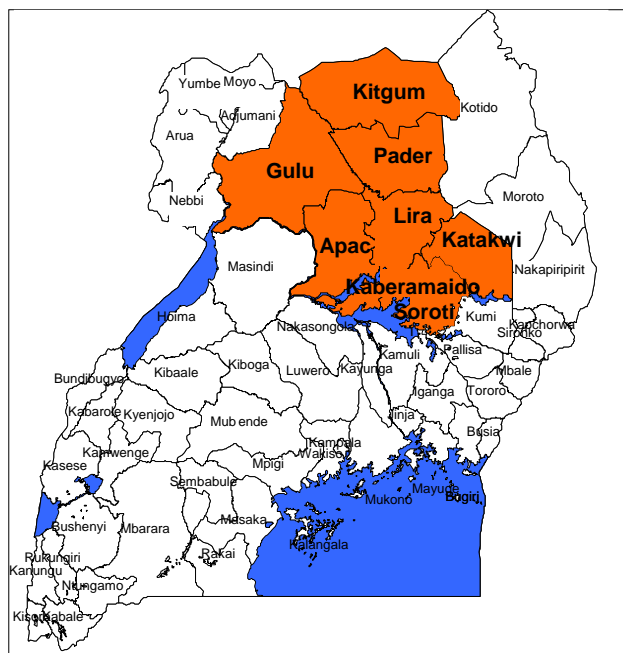 Yumbe
Moyo
Kitgum
Kotido
Adjumani
Arua
Pader
Gulu
Nebbi
Moroto
Lira
Apac
Katakwi
Masindi
Nakapiripirit
Kaberamaido
Soroti
Hoima
Kumi
Nakasongola
Kapchorwa
Sironko
Kamuli
Pallisa
Kiboga
Luwero
Kayunga
Kibaale
Mbale
Bundibugyo
Iganga
Tororo
Kabarole
Kyenjojo
Mubende
Jinja
Busia
Kampala
Wakiso
Kamwenge
Kasese
Mpigi
Sembabule
Mayuge
Mukono
Bugiri
Bushenyi
Mbarara
Masaka
Kalangala
Rakai
Rukungiri
Kanungu
Ntungamo
Kisoro
Kabale